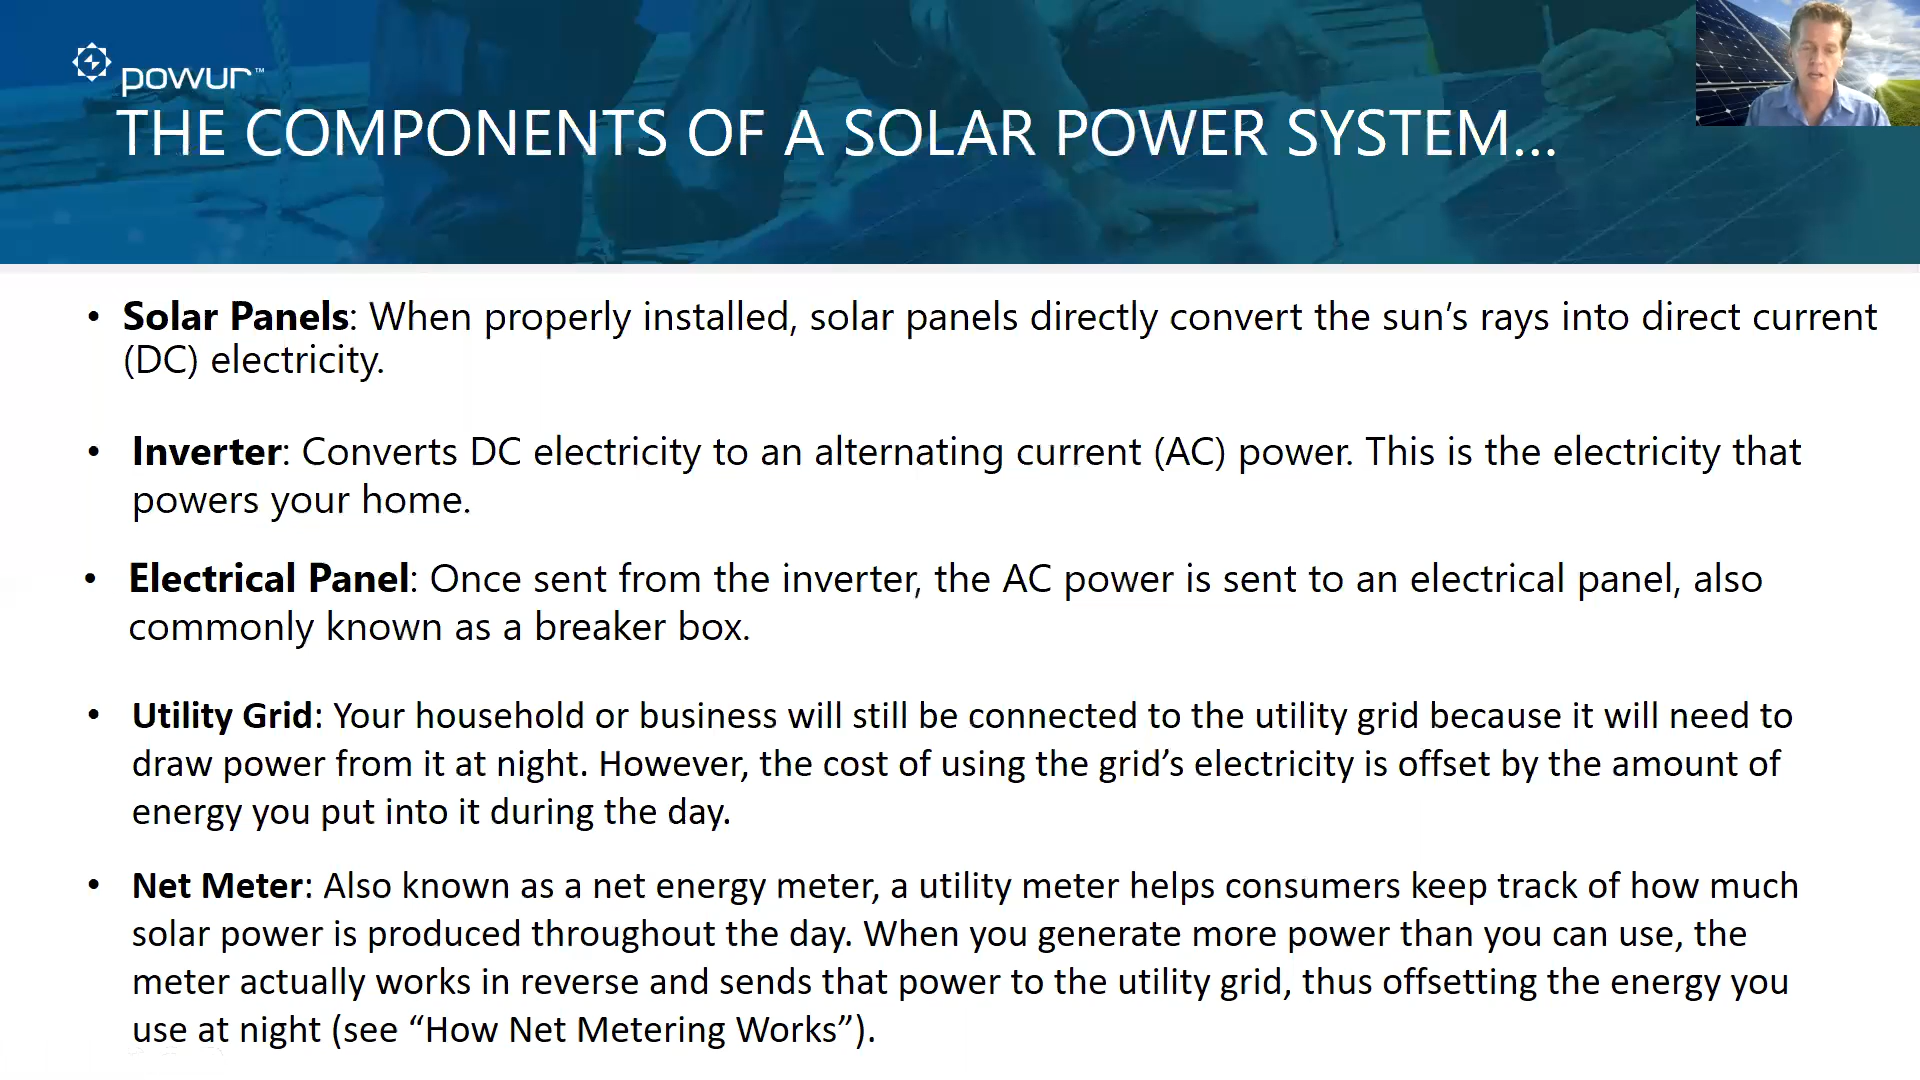 powur™
THE COMPONENTS OF A SOLAR POWER SYSTEM...
• Solar Panels: When properly installed, solar panels directly convert the sun’s rays into direct current
(DC) electricity.
• Inverter: Converts DC electricity to an alternating current (AC) power. This is the electricity that
powers your home.
• Electrical Panel: Once sent from the inverter, the AC power is sent to an electrical panel, also
commonly known as a breaker box.
• Utility Grid: Your household or business will still be connected to the utility grid because it will need to
draw power from it at night. However, the cost of using the grid’s electricity is offset by the amount of
energy you put into it during the day.
• Net Meter: Also known as a net energy meter, a utility meter helps consumers keep track of how much
solar power is produced throughout the day. When you generate more power than you can use, the
meter actually works in reverse and sends that power to the utility grid, thus offsetting the energy you
use at night (see “How Net Metering Works”).